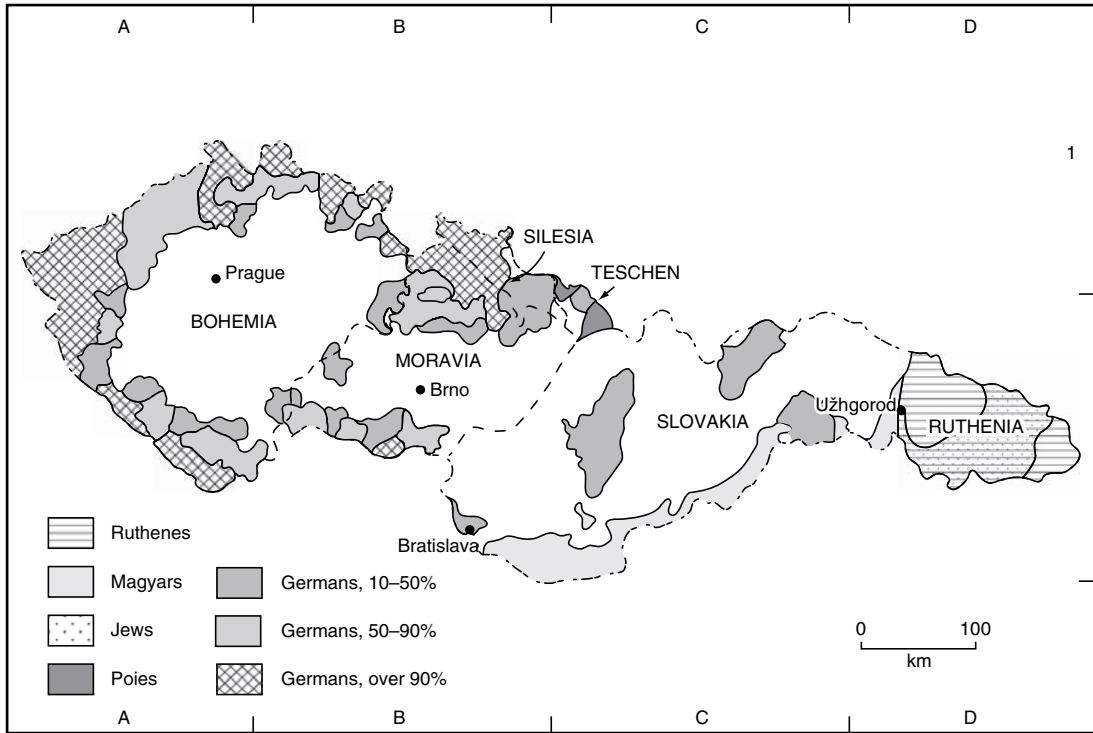 A B C D
1
SILESIA
TESCHEN
Prague
BOHEMIA
MORAVIA
Brno
SLOVAKIA
Užhgorod
RUTHENIA
Bratislava
Ruthenes
Magyars
Jews
Poies
Germans, 10–50%
Germans, 50–90%
Germans, over 90%
0 100
km
A B C D